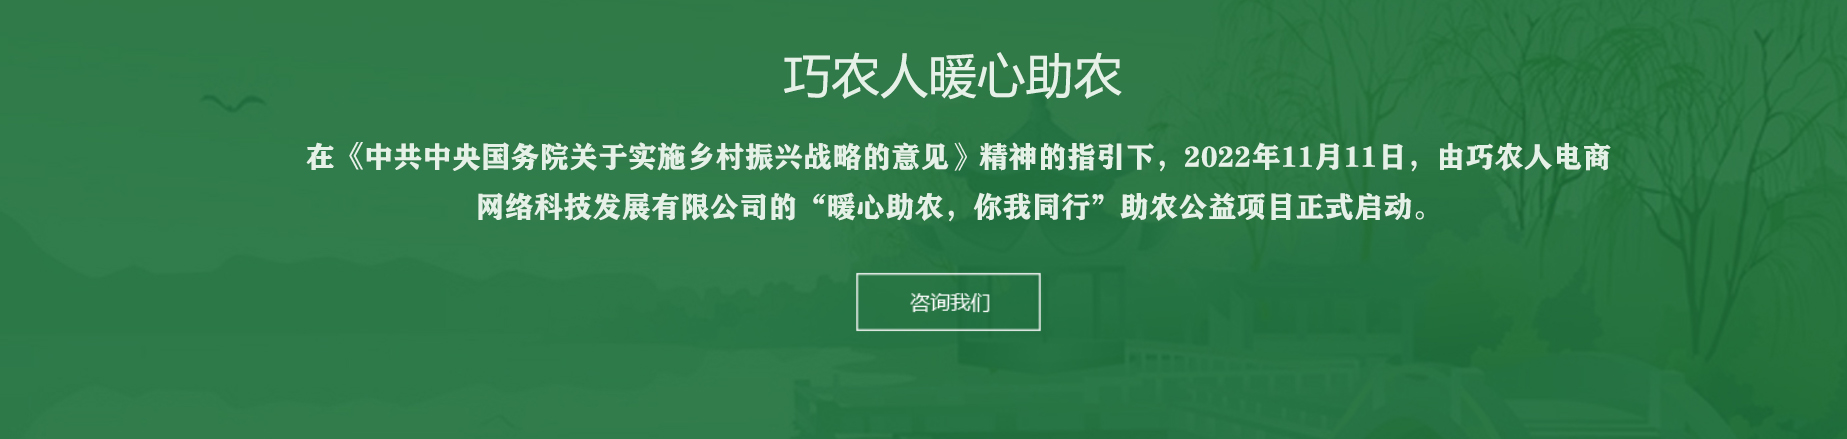 巧农人暖心助农
在《中共中央国务院关于实施乡村振兴战略的意见》精神的指引下，2022年11月11日，由巧农人电商
网络科技发展有限公司的“暖心助农，你我同行”助农公益项目正式启动。
咨询我们